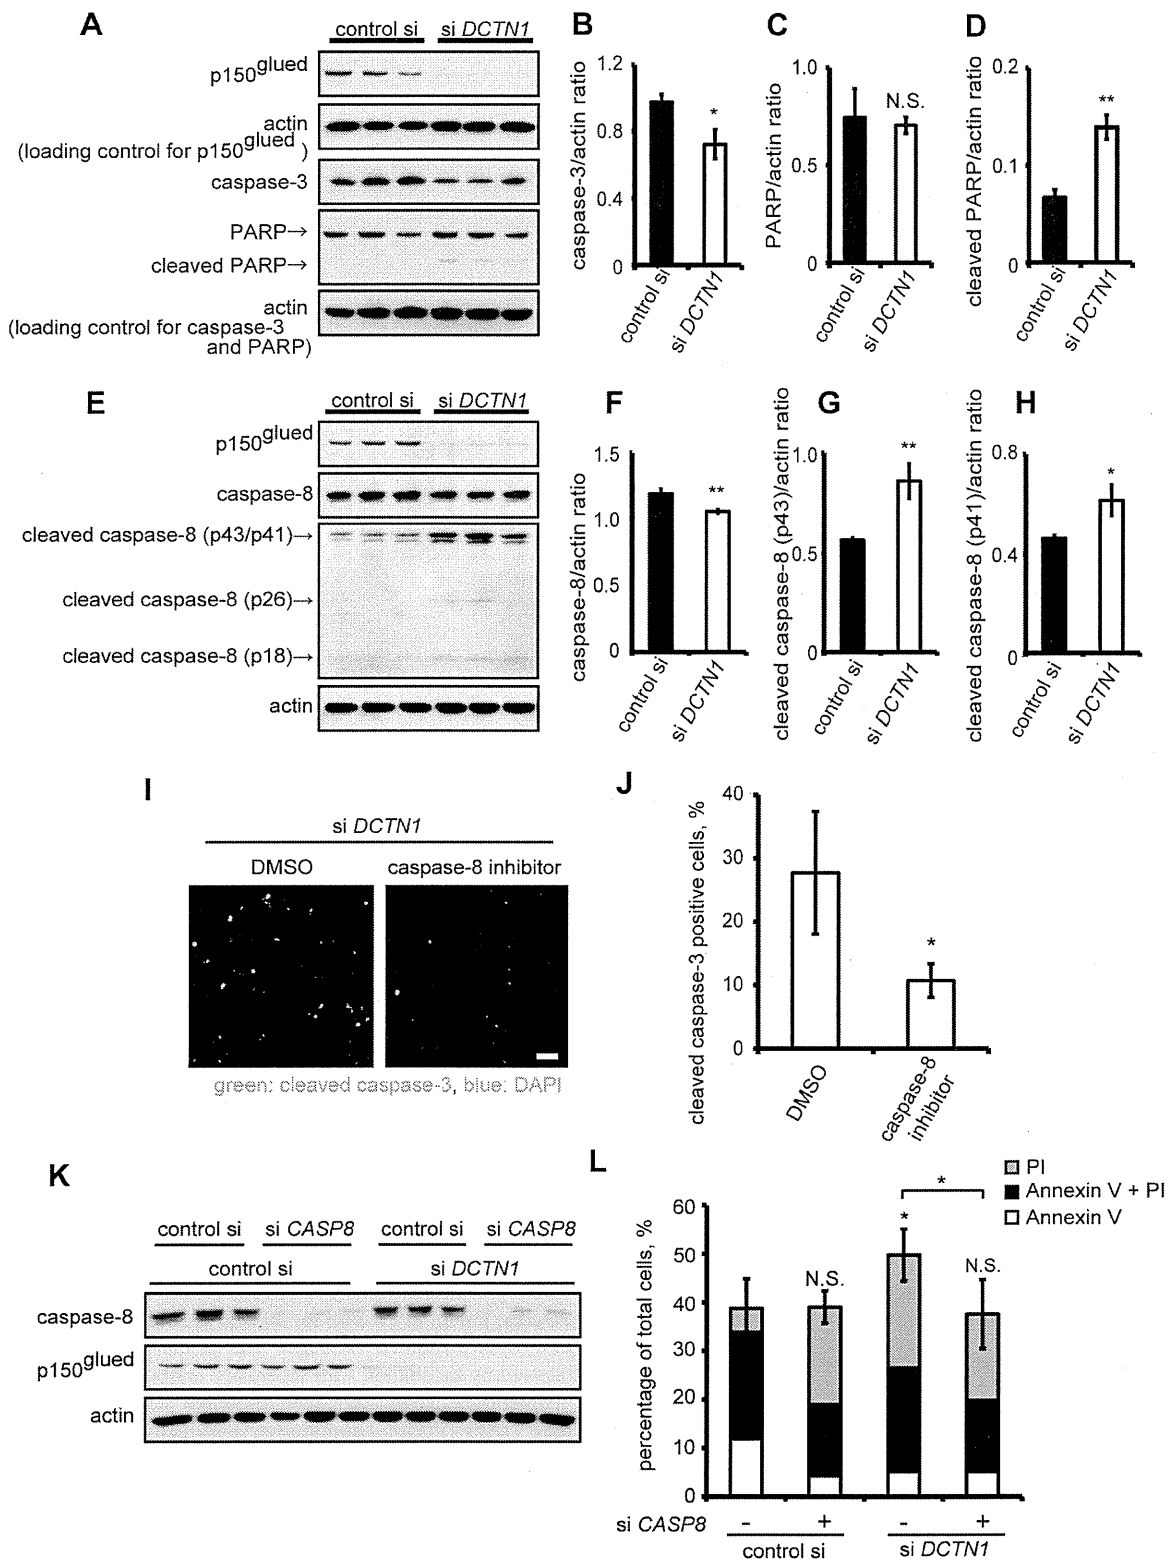 A
control si
si DCTN1
p150glued
actin
(loading control for p150glued)
caspase-3
PARP→
cleaved PARP→
actin
(loading control for caspase-3
and PARP)
B
caspase-3/actin ratio
1.2
0.8
0.4
0
*
control si
si DCTN1
C
PARP/actin ratio
1.0
0.5
0
N.S.
control si
si DCTN1
D
cleaved PARP/actin ratio
0.2
0.1
0
**
control si
si DCTN1
E
control si
si DCTN1
p150glued
caspase-8
cleaved caspase-8 (p43/p41)→
cleaved caspase-8 (p26)→
cleaved caspase-8 (p18)→
actin
F
caspase-8/actin ratio
1.5
1.0
0.5
0
**
control si
si DCTN1
G
cleaved caspase-8 (p43)/actin ratio
1.0
0.5
0
**
control si
si DCTN1
H
cleaved caspase-8 (p41)/actin ratio
0.8
0.4
0
*
control si
si DCTN1
I
si DCTN1
DMSO
caspase-8 inhibitor
green: cleaved caspase-3, blue: DAPI
J
cleaved caspase-3 positive cells, %
40
30
20
10
0
*
DMSO
caspase-8
inhibitor
K
control si
si CASP8
control si
si CASP8
control si
si DCTN1
caspase-8
p150glued
actin
L
PI
Annexin V + PI
Annexin V
percentage of total cells, %
60
50
40
30
20
10
0
N.S.
*
*
N.S.
si CASP8
-
+
-
+
control si
si DCTN1